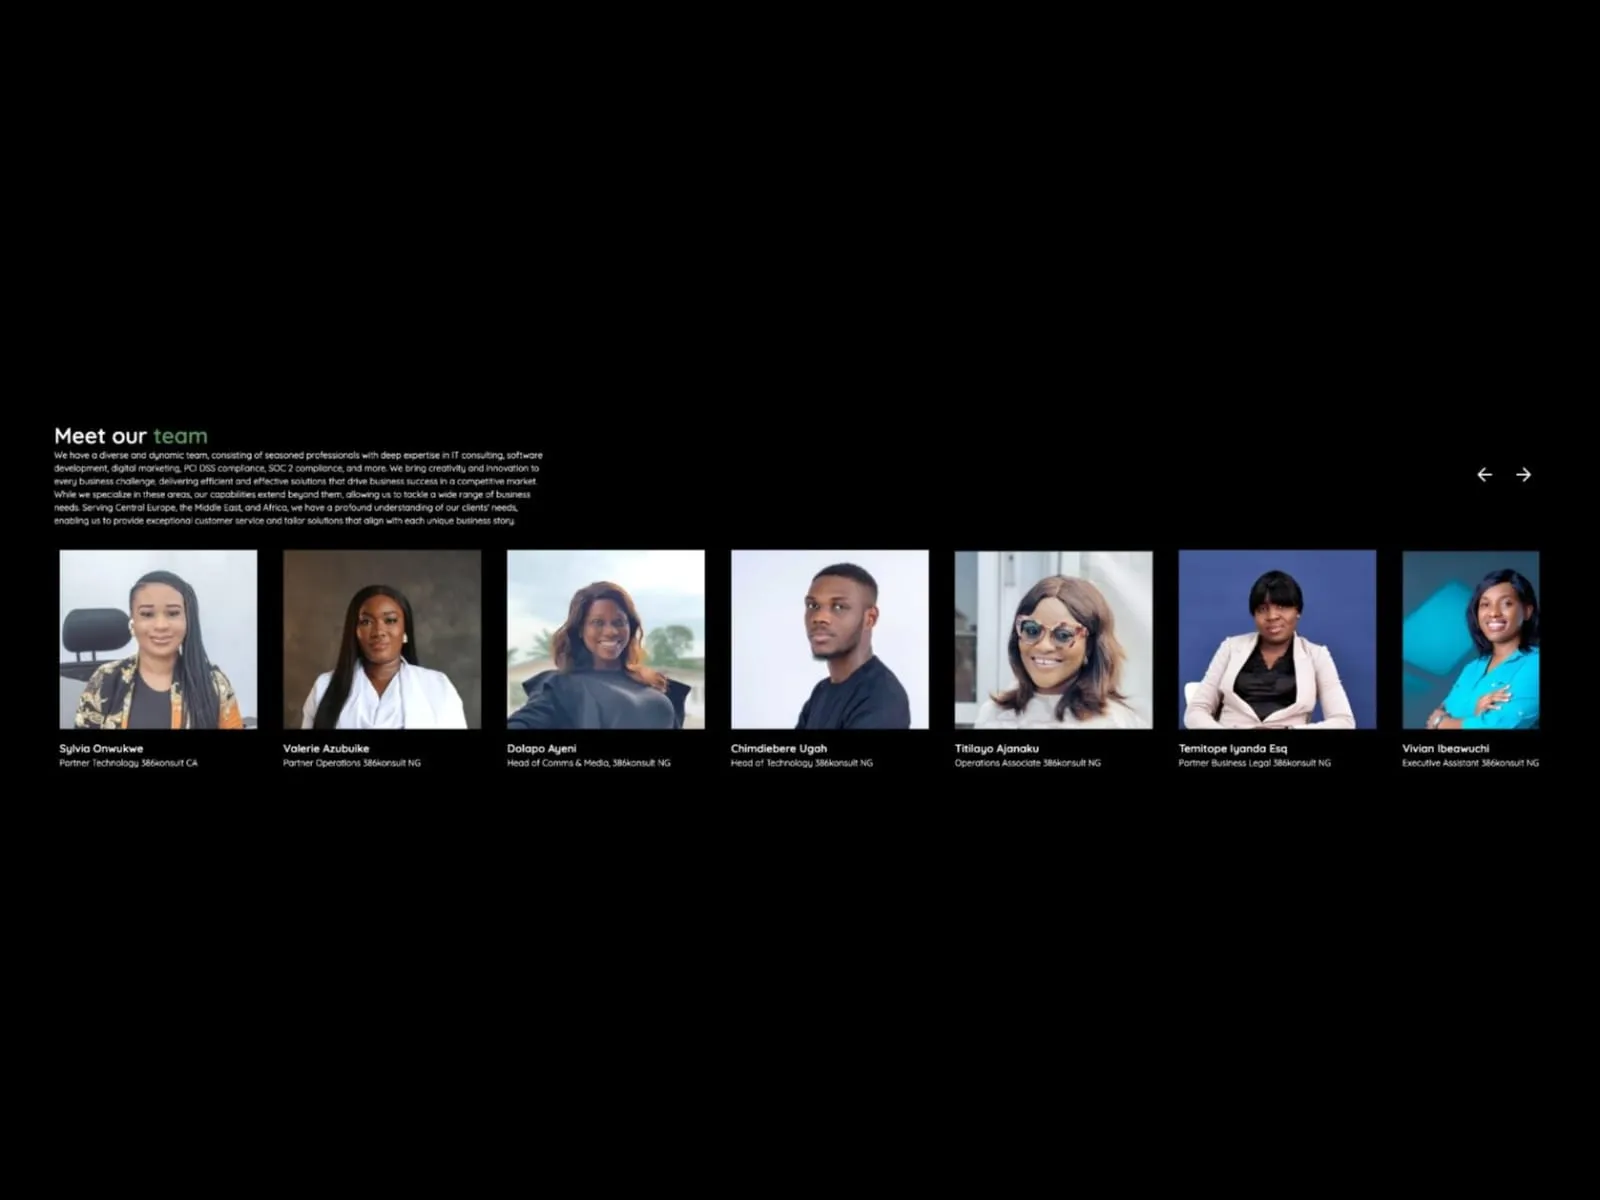 Meet our team
We have a diverse and dynamic team, consisting of seasoned professionals with deep expertise in IT consulting, software
development, digital marketing, PCI DSS compliance, SOC 2 compliance, and more. We bring creativity and innovation to
every business challenge, delivering efficient and effective solutions that drive business success in a competitive market.
While we specialize in these areas, our capabilities extend beyond them, allowing us to tackle a wide range of business
needs. Serving Central Europe, the Middle East, and Africa, we have a profound understanding of our clients' needs,
enabling us to provide exceptional customer service and tailor solutions that align with each unique business story.
Sylvia Onwukwe
Partner Technology 386konsult CA
Valerie Azubuike
Partner Operations 386konsult NG
Dolapo Ayeni
Head of Comms & Media, 386konsult NG
Chimdiebere Ugah
Head of Technology 386konsult NG
Titilayo Ajanaku
Operations Associate 386konsult NG
Temitope Iyanda Esq
Partner Business Legal 386konsult NG
Vivian Ibeawuchi
Executive Assistant 386konsult NG